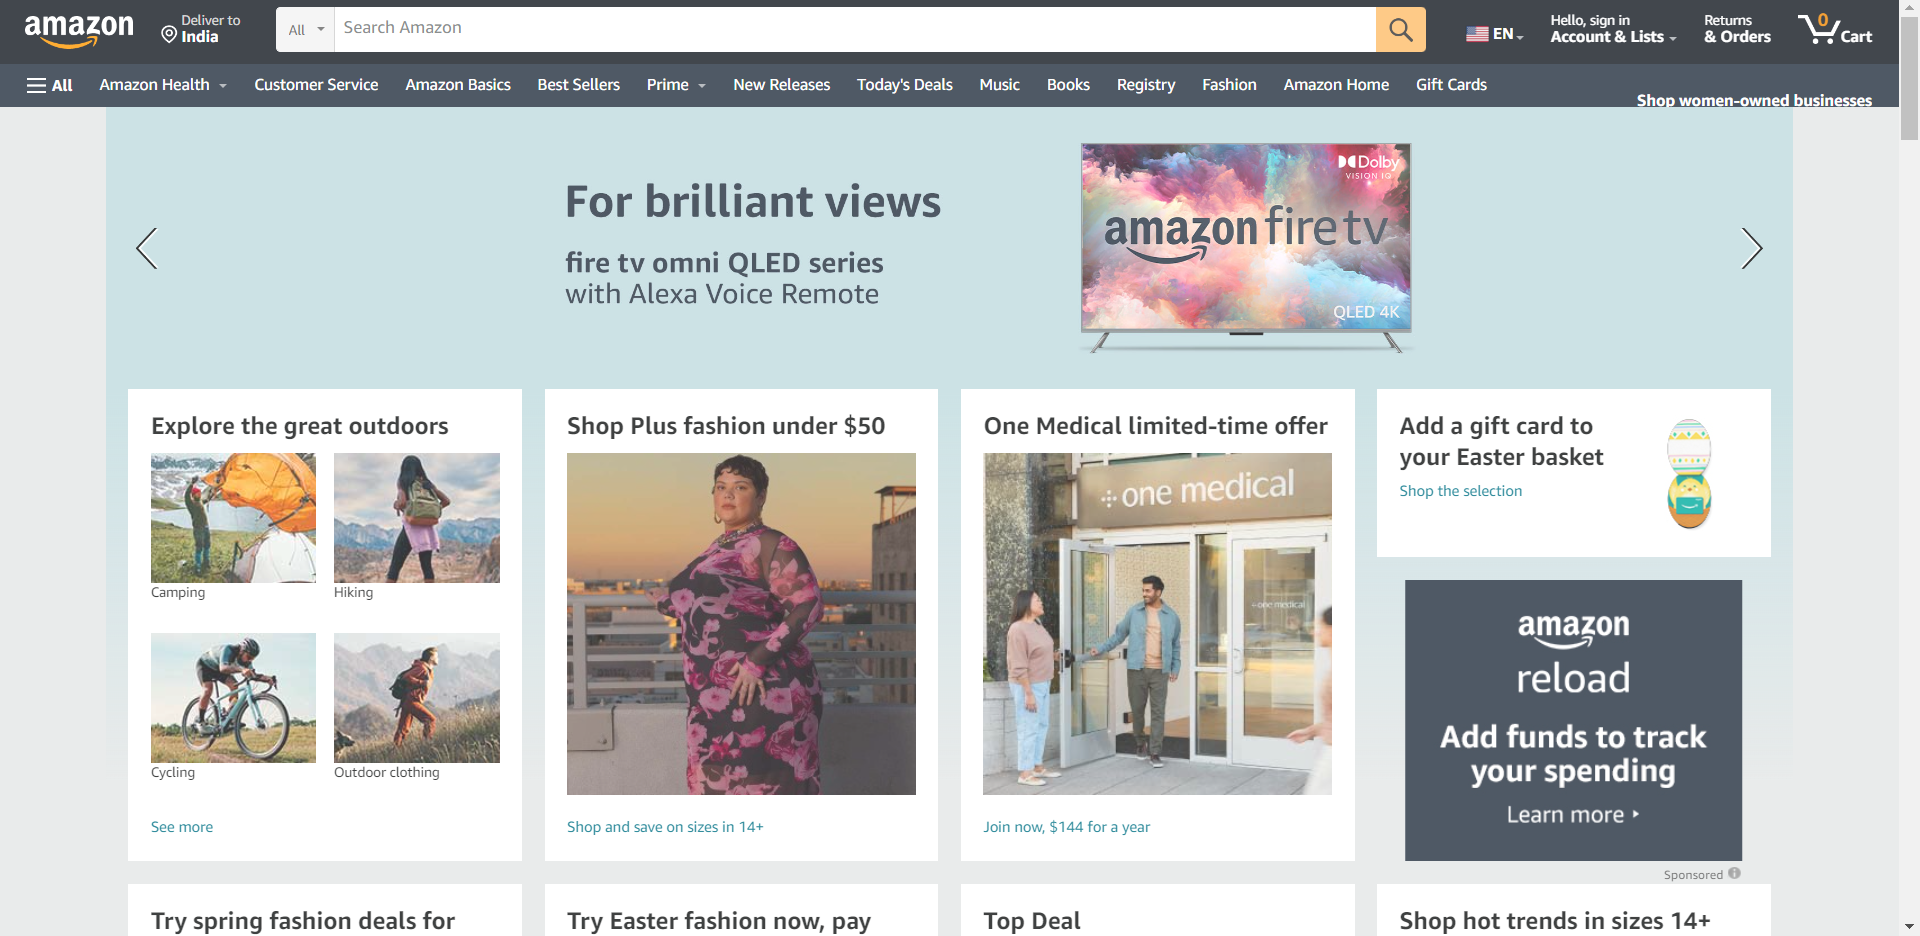 amazon
Deliver to
India
All
Search Amazon
EN
Hello, sign in
Account & Lists
Returns
& Orders
0
Cart
All
Amazon Health
Customer Service
Amazon Basics
Best Sellers
Prime
New Releases
Today's Deals
Music
Books
Registry
Fashion
Amazon Home
Gift Cards
Shop women-owned businesses
For brilliant views
fire tv omni QLED series
with Alexa Voice Remote
Dolby
VISION IQ
amazon fire tv
QLED 4K
Explore the great outdoors
Camping
Hiking
Cycling
Outdoor clothing
See more
Shop Plus fashion under $50
Shop and save on sizes in 14+
One Medical limited-time offer
one medical
one medical
Join now, $144 for a year
Add a gift card to
your Easter basket
Shop the selection
amazon
reload
Add funds to track
your spending
Learn more
Sponsored
Try spring fashion deals for
Try Easter fashion now, pay
Top Deal
Shop hot trends in sizes 14+